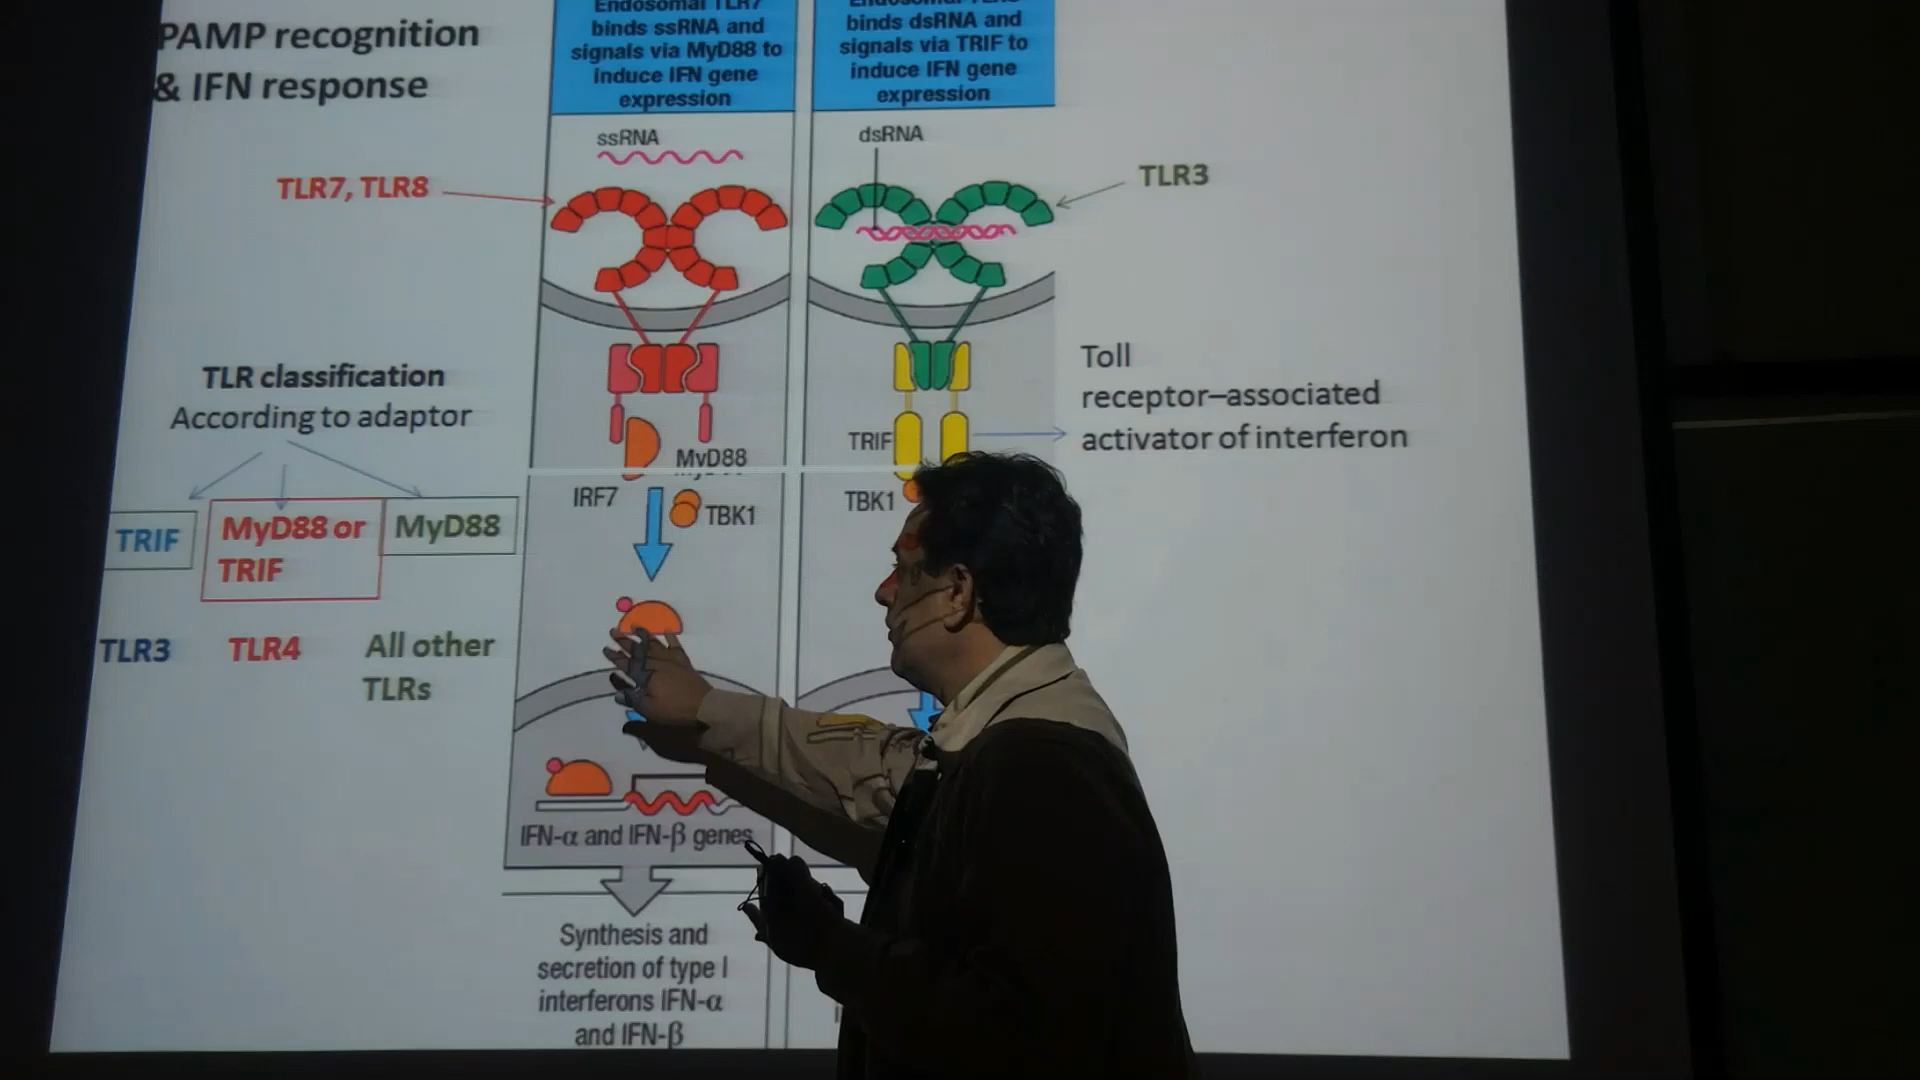 PAMP recognition
& IFN response
Endosomal TLR7
binds ssRNA and
signals via MyD88 to
induce IFN gene
expression
binds dsRNA and
signals via TRIF to
induce IFN gene
expression
ssRNA
dsRNA
TLR7, TLR8
TLR3
TLR classification
According to adaptor
TRIF
MyD88 or
TRIF
MyD88
TLR3
TLR4
All other
TLRs
MyD88
IRF7
TBK1
TRIF
TBK1
Toll
receptor–associated
activator of interferon
IFN-α and IFN-β genes
Synthesis and
secretion of type I
interferons IFN-α
and IFN-β